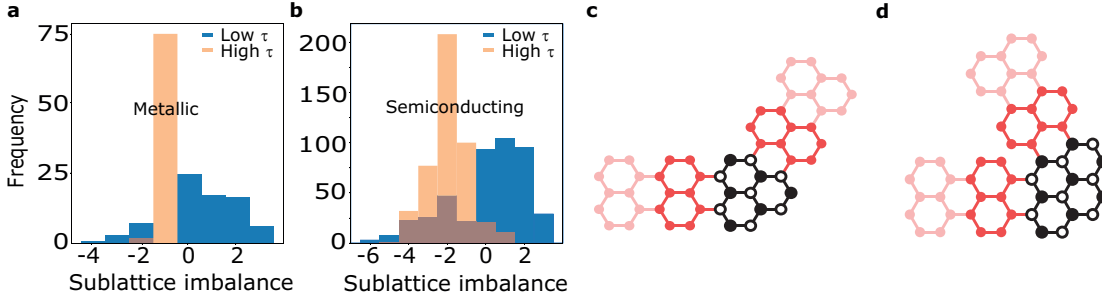 a
75
50
25
0
Frequency
-4
-2
0
2
Sublattice imbalance
Low τ
High τ
Metallic
b
200
150
100
50
0
-6
-4
-2
0
2
Sublattice imbalance
Low τ
High τ
Semiconducting
c
d